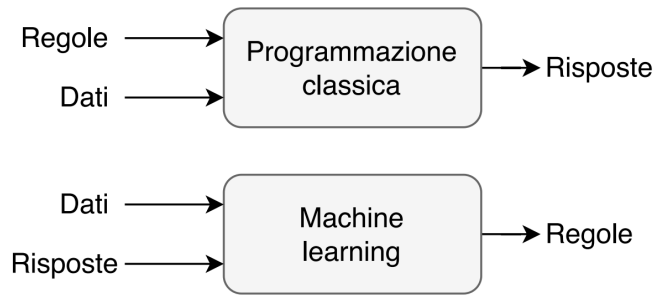 Regole
Programmazione
classica
Risposte
Dati
Dati
Machine
learning
Regole
Risposte